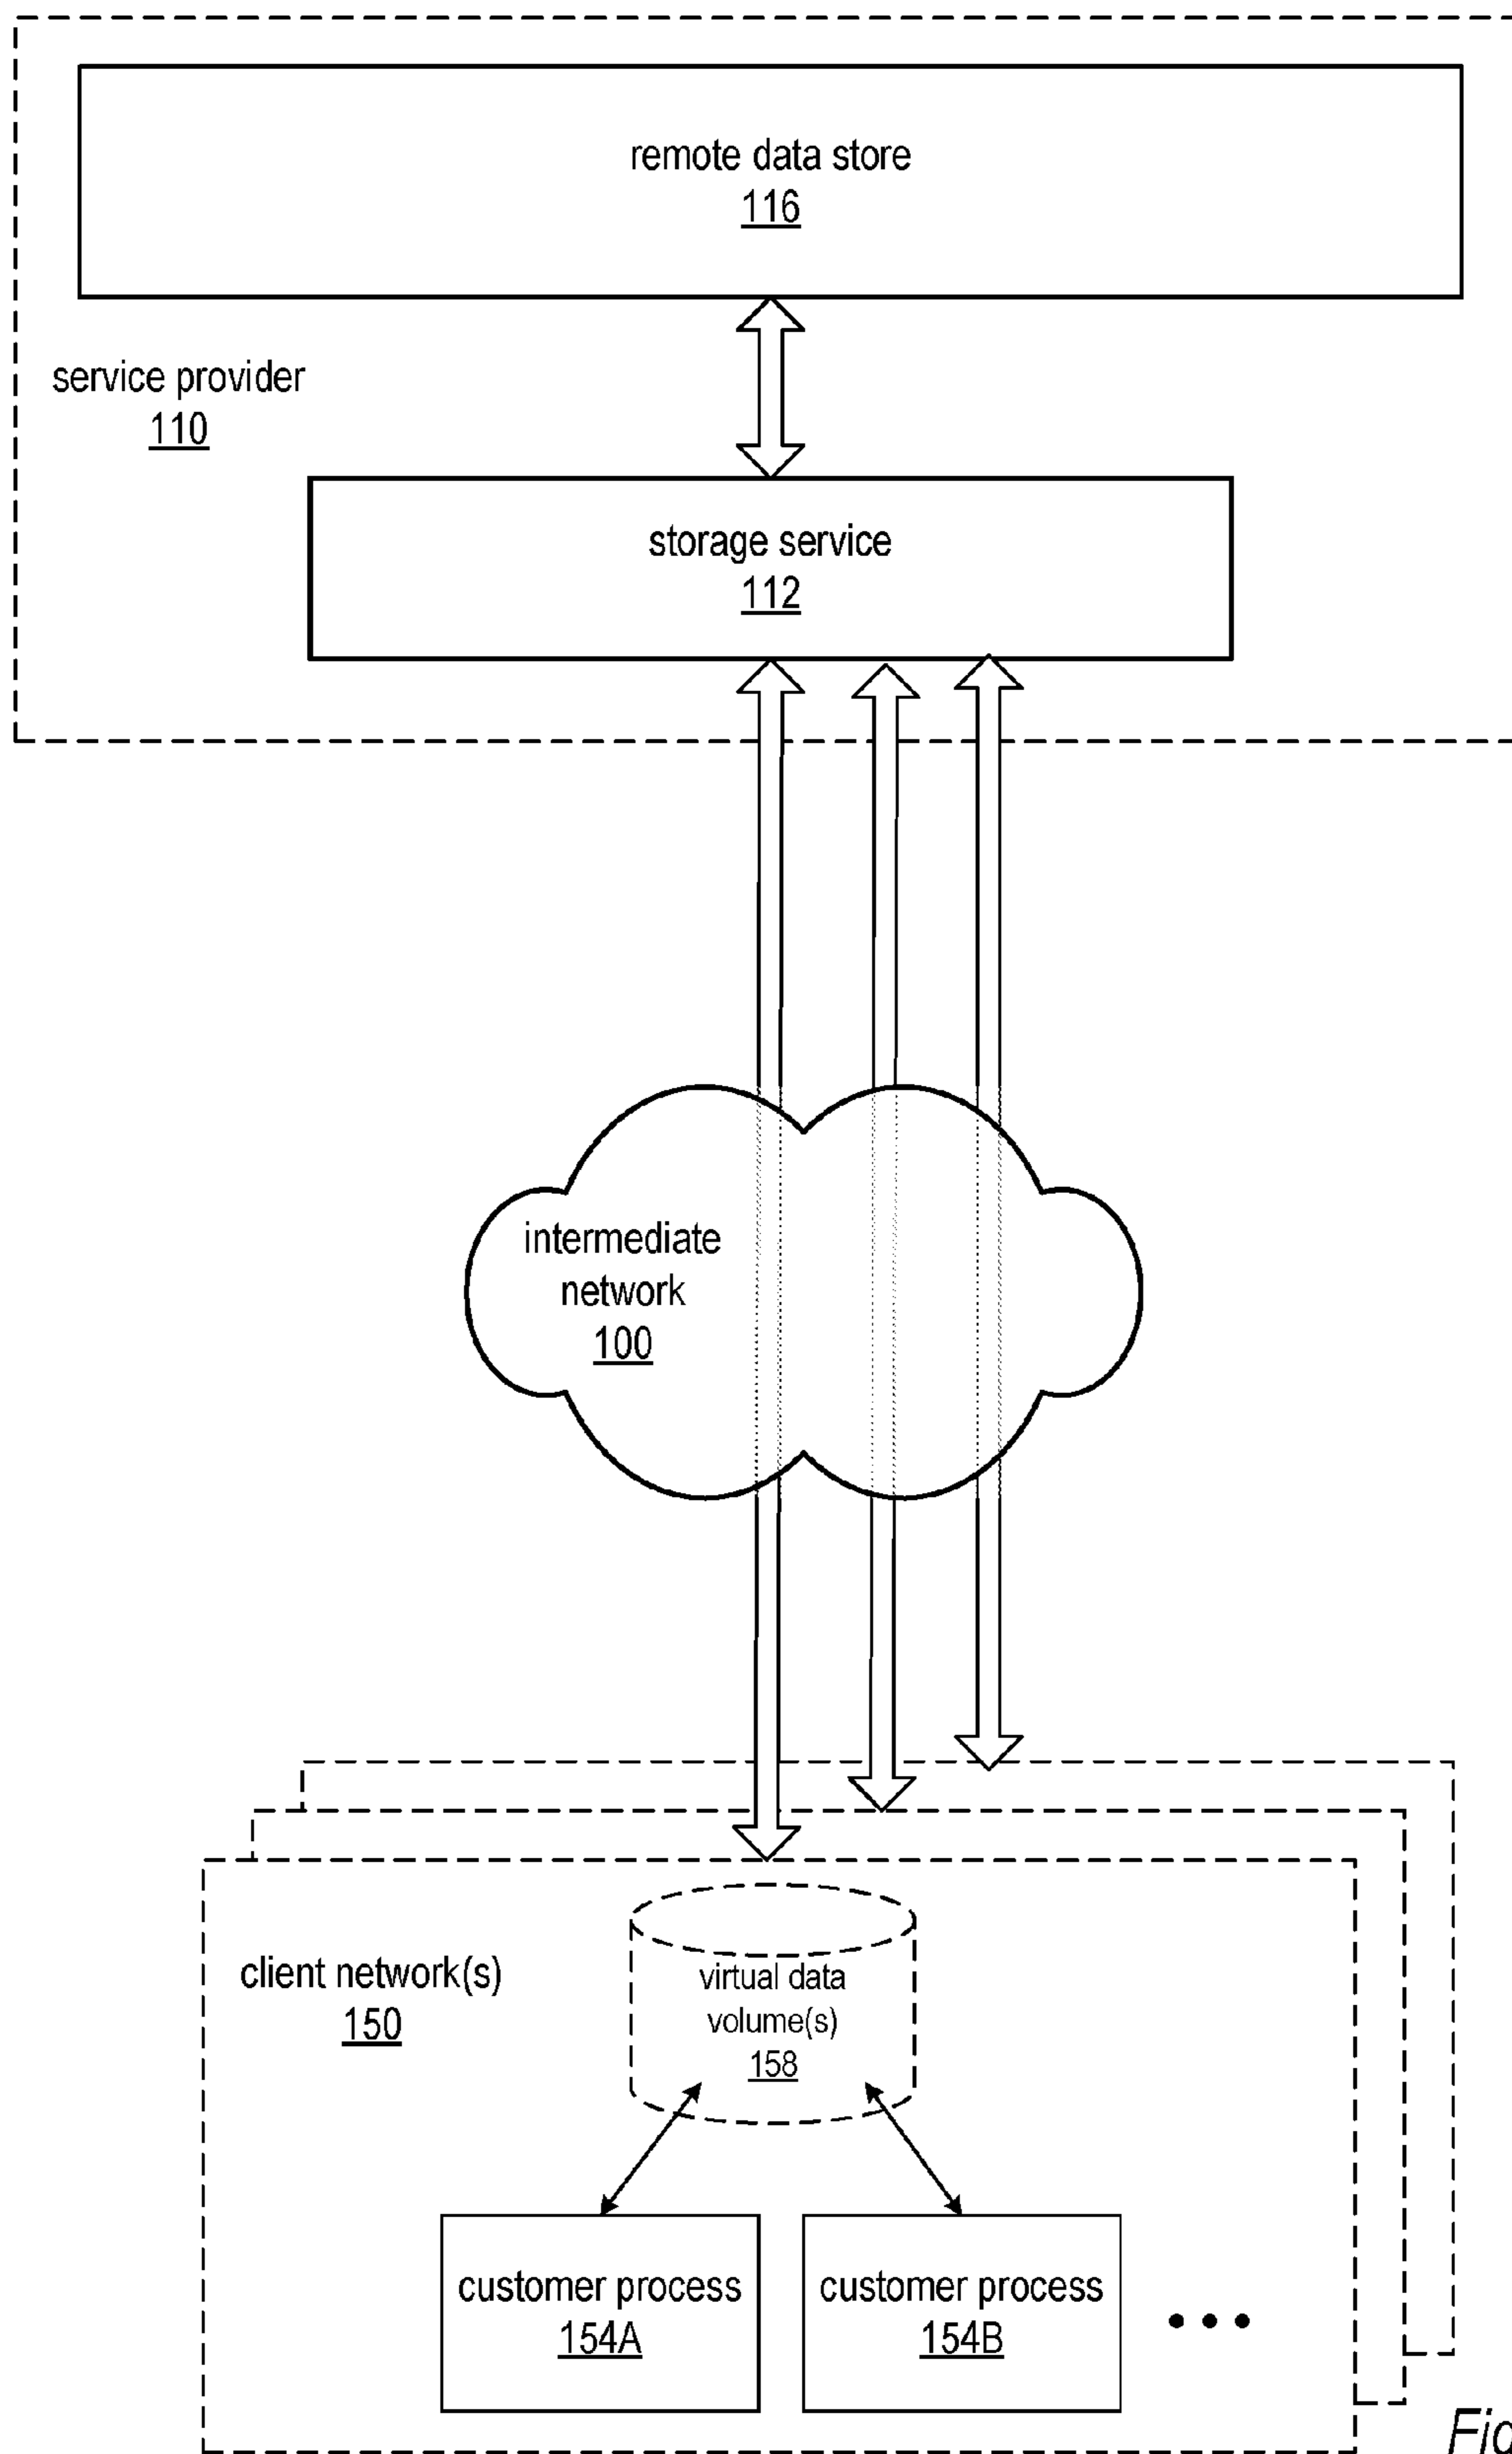 remote data store
116
service provider
110
storage service
112
intermediate
network
100
client network(s)
150
virtual data
volume(s)
158
customer process
154A
customer process
154B